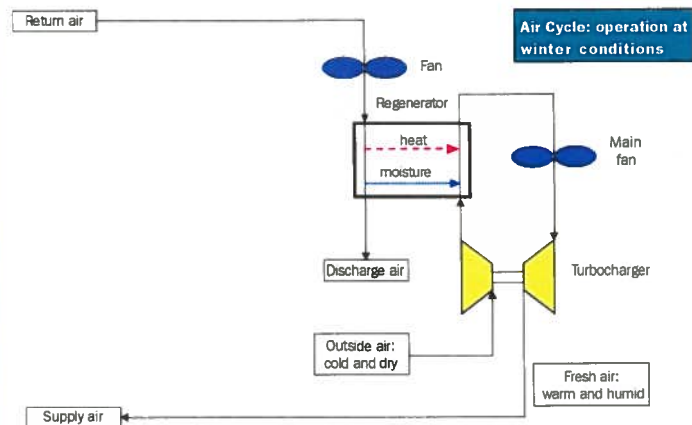 Return air
Air Cycle: operation at
winter conditions
Fan
Regenerator
heat
moisture
Main
fan
Discharge air
Turbocharger
Outside air:
cold and dry
Fresh air:
warm and humid
Supply air